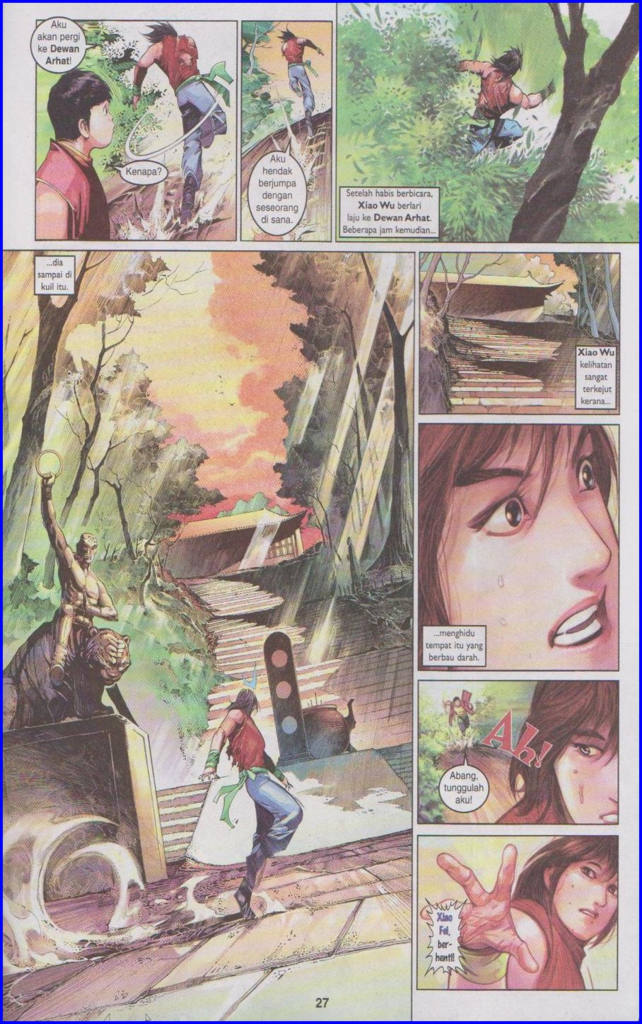 Aku
akan pergi
ke Dewan
Arhat!
Kenapa?
Aku
hendak
berjumpa
dengan
seseorang
di sana.
Setelah habis berbicara,
Xiao Wu berlari
laju ke Dewan Arhat.
Beberapa jam kemudian...
...dia
sampai di
kuil itu.
Xiao Wu
kelihatan
sangat
terkejut
kerana...
...menghidu
tempat itu yang
berbau darah.
Ah!
Abang,
tunggulah
aku!
Xiao
Fei,
ber-
henti!
27